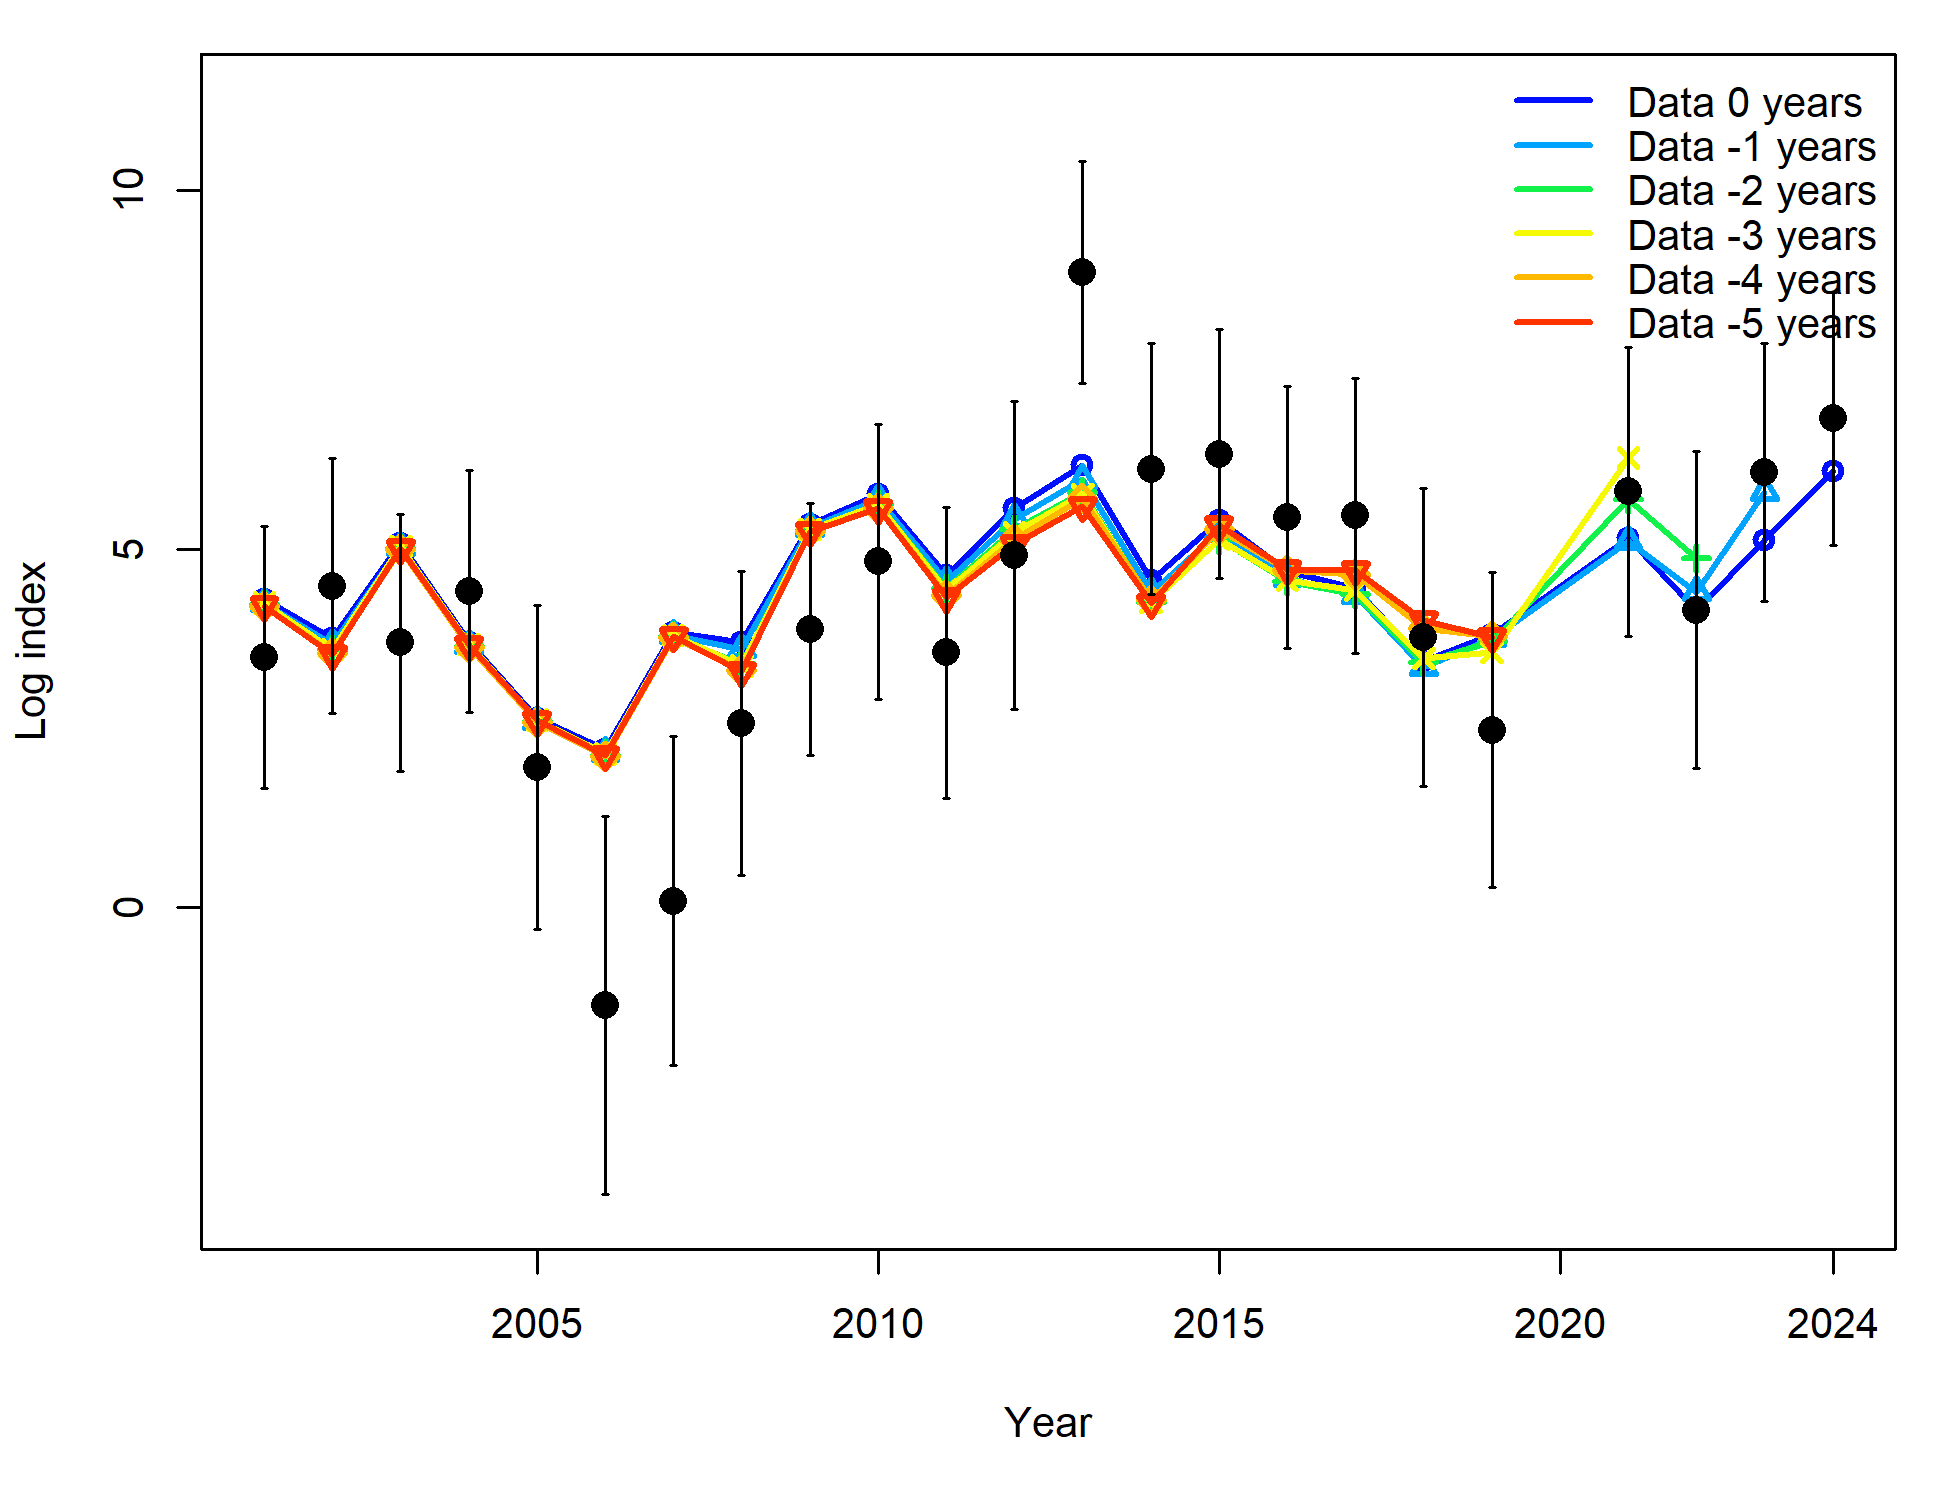 Data 0 years
Data -1 years
Data -2 years
Data -3 years
Data -4 years
Data -5 years
10
5
0
Log index
2005
2010
2015
2020
2024
Year